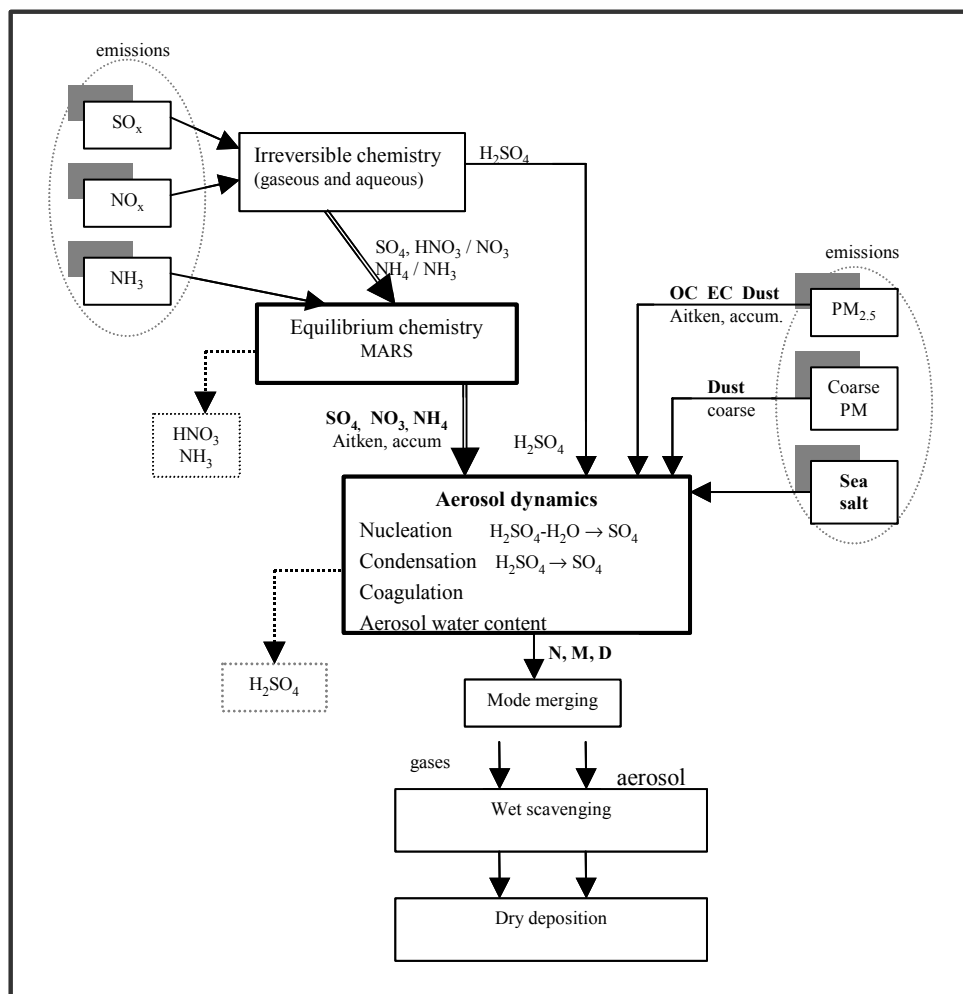 emissions
SOₓ
NOₓ
NH₃
Irreversible chemistry
(gaseous and aqueous)
H₂SO₄
SO₄, HNO₃ / NO₃
NH₄ / NH₃
Equilibrium chemistry
MARS
HNO₃
NH₃
SO₄, NO₃, NH₄
Aitken, accum
H₂SO₄
emissions
OC EC Dust
Aitken, accum.
PM₂.₅
Dust
coarse
Coarse
PM
Sea
salt
Aerosol dynamics
Nucleation H₂SO₄-H₂O → SO₄
Condensation H₂SO₄ → SO₄
Coagulation
Aerosol water content
H₂SO₄
N, M, D
Mode merging
gases
aerosol
Wet scavenging
Dry deposition